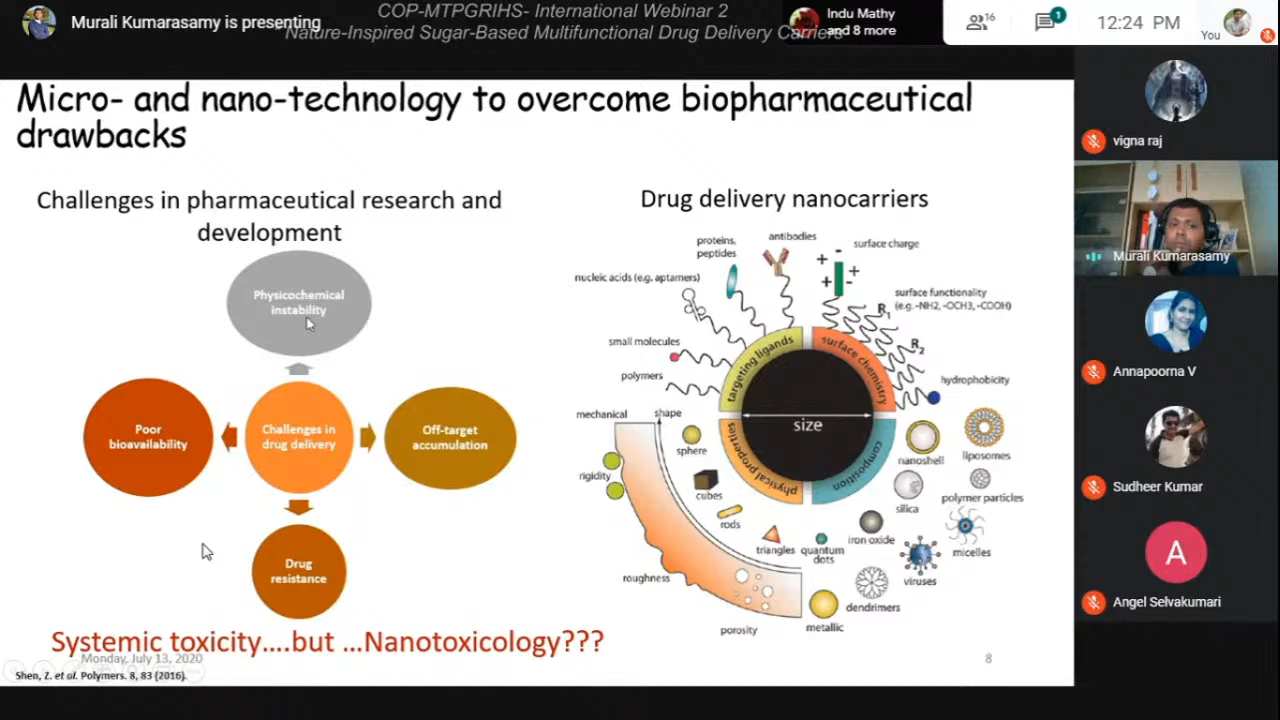 Murali Kumarasamy is presenting
COP-MTPGRIHS- International Webinar 2
Nature-Inspired Sugar-Based Multifunctional Drug Delivery Carriers
Indu Mathy
and 8 more
16
1
12:24 PM
You
Micro- and nano-technology to overcome biopharmaceutical
drawbacks
Challenges in pharmaceutical research and
development
Physicochemical
instability
Poor
bioavailability
Challenges in
drug delivery
Off-target
accumulation
Drug
resistance
Systemic toxicity....but ...Nanotoxicology???
Monday, July 13, 2020
Shen, Z. et al. Polymers. 8, 83 (2016).
Drug delivery nanocarriers
proteins,
peptides
antibodies
surface charge
nucleic acids (e.g. aptamers)
surface functionality
(e.g. -NH2, -OCH3, -COOH)
R1
R2
small molecules
polymers
hydrophobicity
targeting ligands
surface chemistry
size
physical properties
composition
mechanical
shape
sphere
rigidity
cubes
rods
triangles
quantum
dots
roughness
porosity
nanoshell
liposomes
silica
polymer particles
iron oxide
micelles
viruses
dendrimers
metallic
8
vigna raj
Murali Kumarasamy
Annapoorna V
Sudheer Kumar
A
Angel Selvakumari